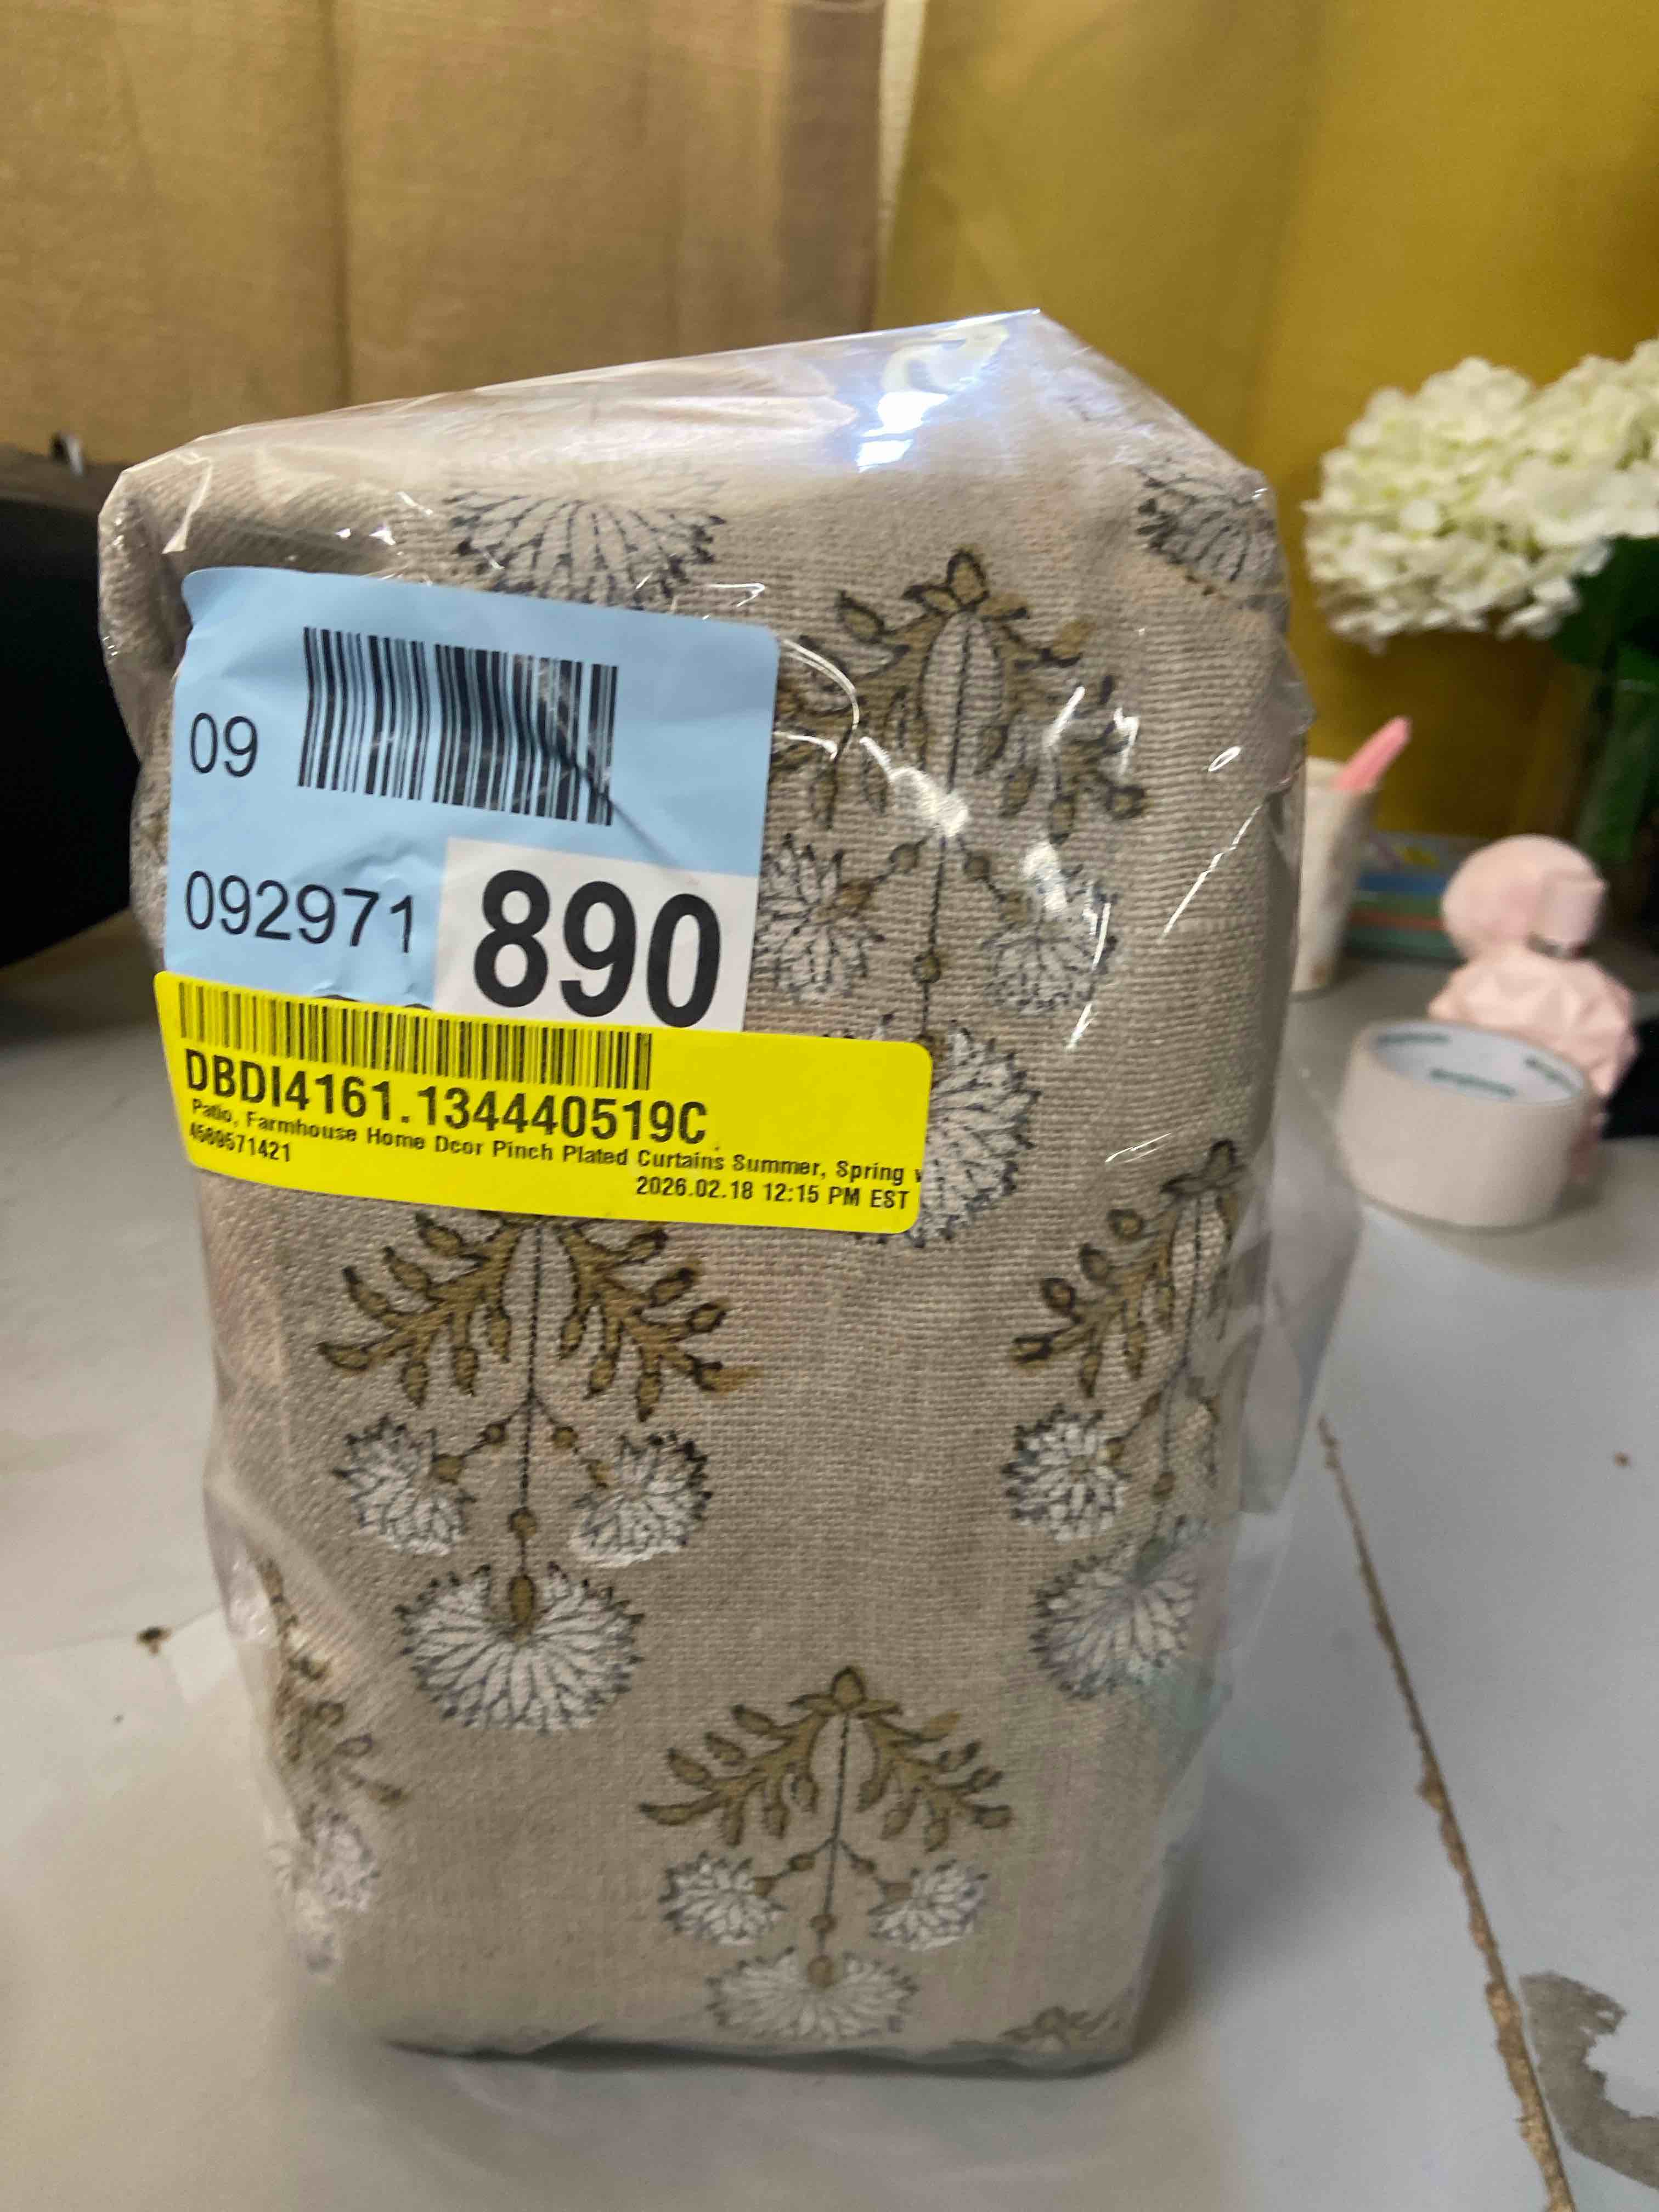 09
092971
890
DBDI4161.134440519C
Patio, Farmhouse Home Dcor Pinch Plated Curtains Summer, Spring
4589571421
2026.02.18 12:15 PM EST